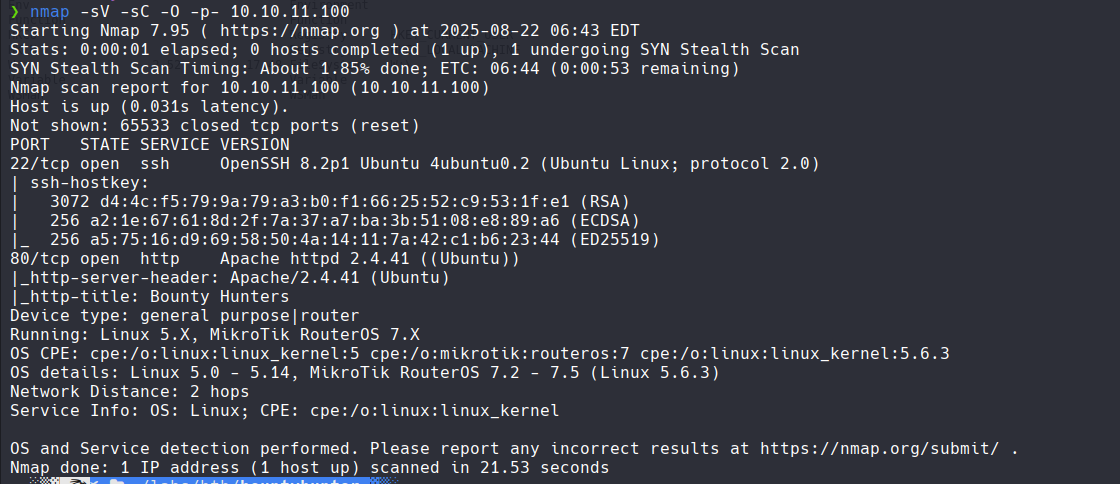 ❯ nmap -sV -sC -O -p- 10.10.11.100
Starting Nmap 7.95 ( https://nmap.org ) at 2025-08-22 06:43 EDT
Stats: 0:00:01 elapsed; 0 hosts completed (1 up), 1 undergoing SYN Stealth Scan
SYN Stealth Scan Timing: About 1.85% done; ETC: 06:44 (0:00:53 remaining)
Nmap scan report for 10.10.11.100 (10.10.11.100)
Host is up (0.031s latency).
Not shown: 65533 closed tcp ports (reset)
PORT   STATE SERVICE VERSION
22/tcp open  ssh     OpenSSH 8.2p1 Ubuntu 4ubuntu0.2 (Ubuntu Linux; protocol 2.0)
| ssh-hostkey:
|   3072 d4:4c:f5:79:9a:79:a3:b0:f1:66:25:52:c9:53:1f:e1 (RSA)
|   256 a2:1e:67:61:8d:2f:7a:37:a7:ba:3b:51:08:e8:89:a6 (ECDSA)
|_  256 a5:75:16:d9:69:58:50:4a:14:11:7a:42:c1:b6:23:44 (ED25519)
80/tcp open  http    Apache httpd 2.4.41 ((Ubuntu))
|_http-server-header: Apache/2.4.41 (Ubuntu)
|_http-title: Bounty Hunters
Device type: general purpose|router
Running: Linux 5.X, MikroTik RouterOS 7.X
OS CPE: cpe:/o:linux:linux_kernel:5 cpe:/o:mikrotik:routeros:7 cpe:/o:linux:linux_kernel:5.6.3
OS details: Linux 5.0 - 5.14, MikroTik RouterOS 7.2 - 7.5 (Linux 5.6.3)
Network Distance: 2 hops
Service Info: OS: Linux; CPE: cpe:/o:linux:linux_kernel

OS and Service detection performed. Please report any incorrect results at https://nmap.org/submit/ .
Nmap done: 1 IP address (1 host up) scanned in 21.53 seconds